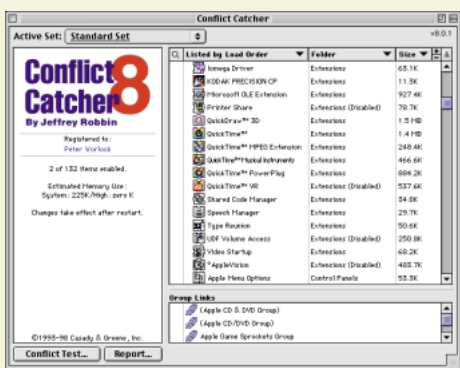 Conflict Catcher
Active Set: Standard Set
v8.0.1
Conflict
Catcher 8
By Jeffrey Robbin
Registered to:
Peter Worlock
2 of 132 items enabled.
Estimated Memory Use:
System: 225K/High: zero K
Changes take effect after restart.
©1993-98 Casady & Greene, Inc.
Conflict Test... Report...
Listed by Load Order Folder Size
Iomega Foreword Extensions 63.1K
KODAK PRECISION CP Extensions 11.3K
Microsoft OLE Extension Extensions 927.4K
Printer Share Extensions (Disabled) 78.7K
QuickDraw™ 3D Extensions 1.5 MB
QuickTime™ Extensions 1.4 MB
QuickTime™ MPEG Extension Extensions 248.4K
QuickTime™ Musical Instruments Extensions 466.6K
QuickTime™ PowerPlug Extensions 884.2K
QuickTime™ VR Extensions (Disabled) 537.6K
Shared Code Manager Extensions 34.8K
Speech Manager Extensions 29.7K
Type Reunion Extensions 50.6K
UDF Volume Access Extensions (Disabled) 250.8K
Video Startup Extensions 68.2K
*AppleVision Extensions (Disabled) 403.7K
Apple Menu Options Control Panels 53.3K
Group Links
(Apple CD & DVD Group)
(Apple CD/DVD Group)
Apple Game Sprockets Group